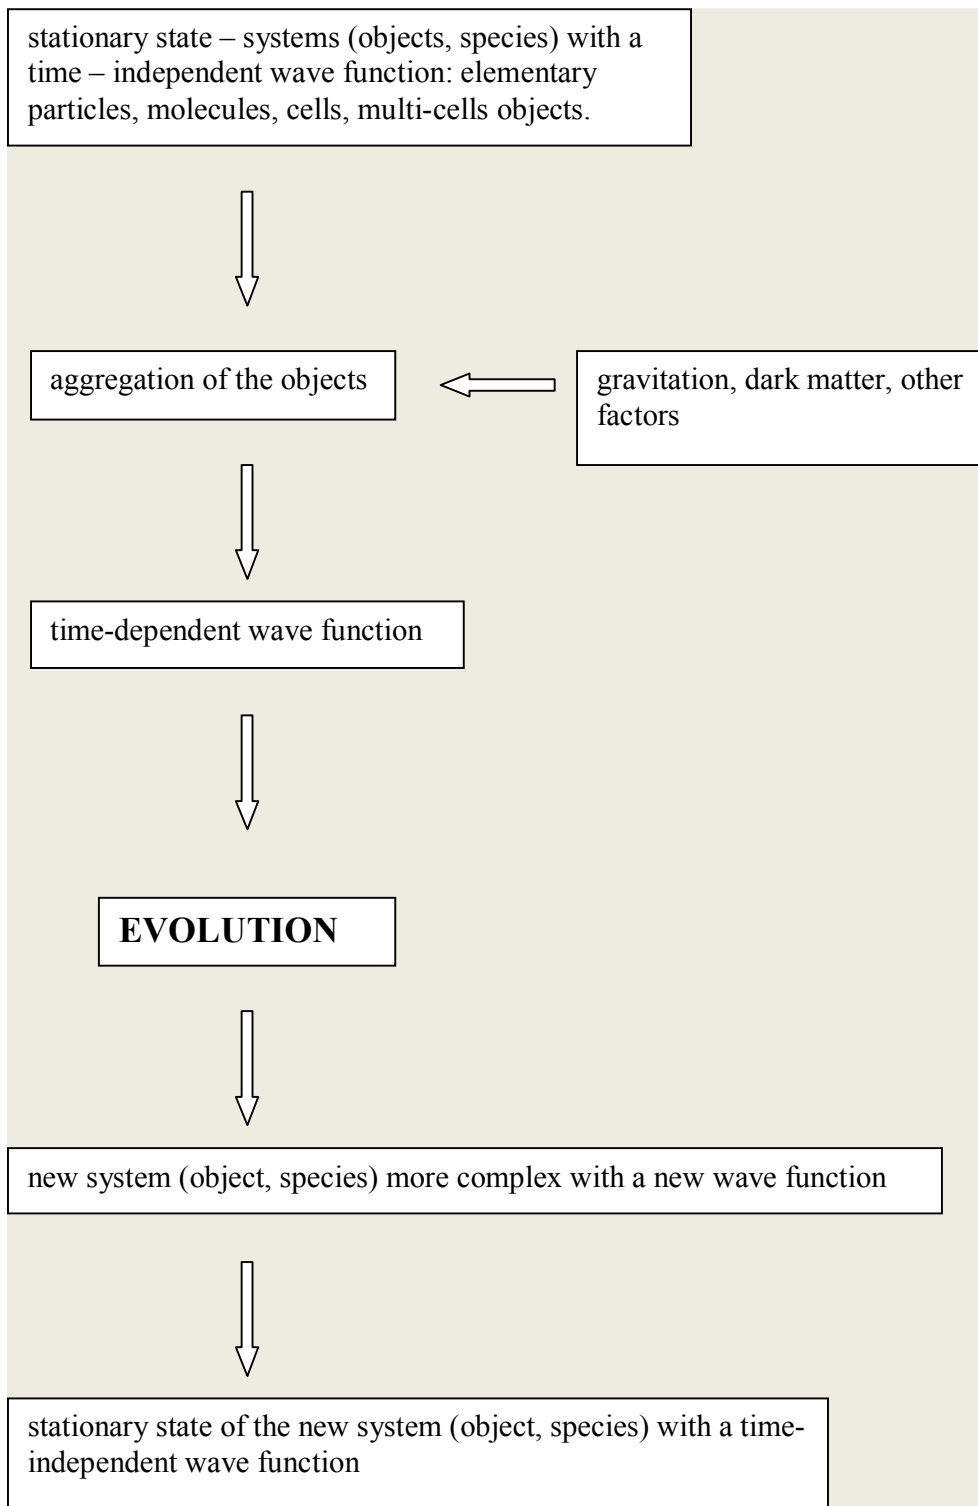 stationary state – systems (objects, species) with a
time – independent wave function: elementary
particles, molecules, cells, multi-cells objects.
aggregation of the objects
gravitation, dark matter, other
factors
time-dependent wave function
EVOLUTION
new system (object, species) more complex with a new wave function
stationary state of the new system (object, species) with a time-
independent wave function